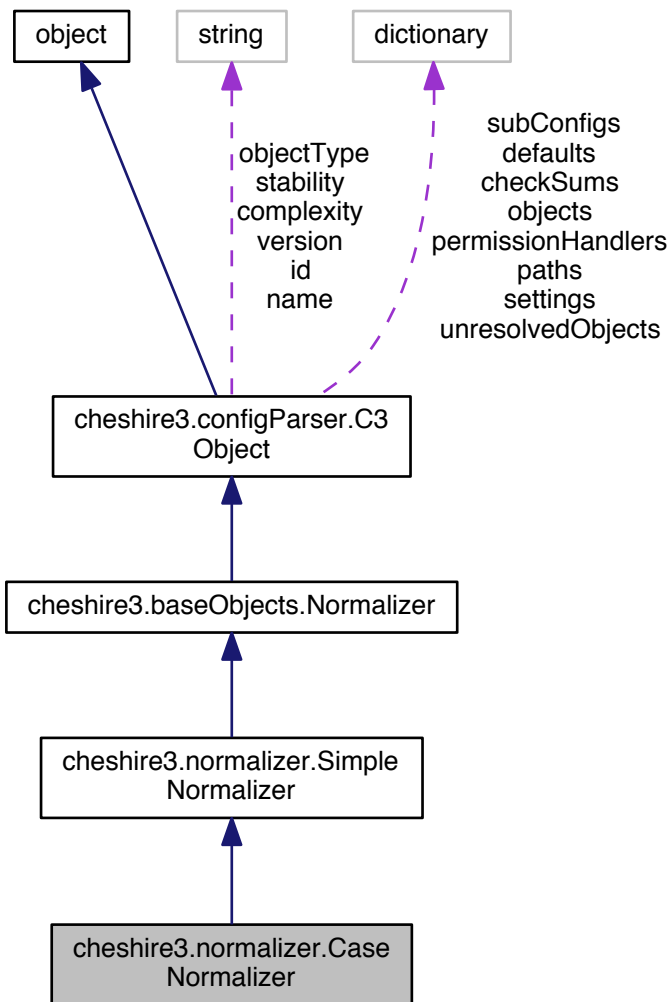 object
string
dictionary
objectType
stability
complexity
version
id
name
subConfigs
defaults
checkSums
objects
permissionHandlers
paths
settings
unresolvedObjects
cheshire3.configParser.C3
Object
cheshire3.baseObjects.Normalizer
cheshire3.normalizer.Simple
Normalizer
cheshire3.normalizer.Case
Normalizer